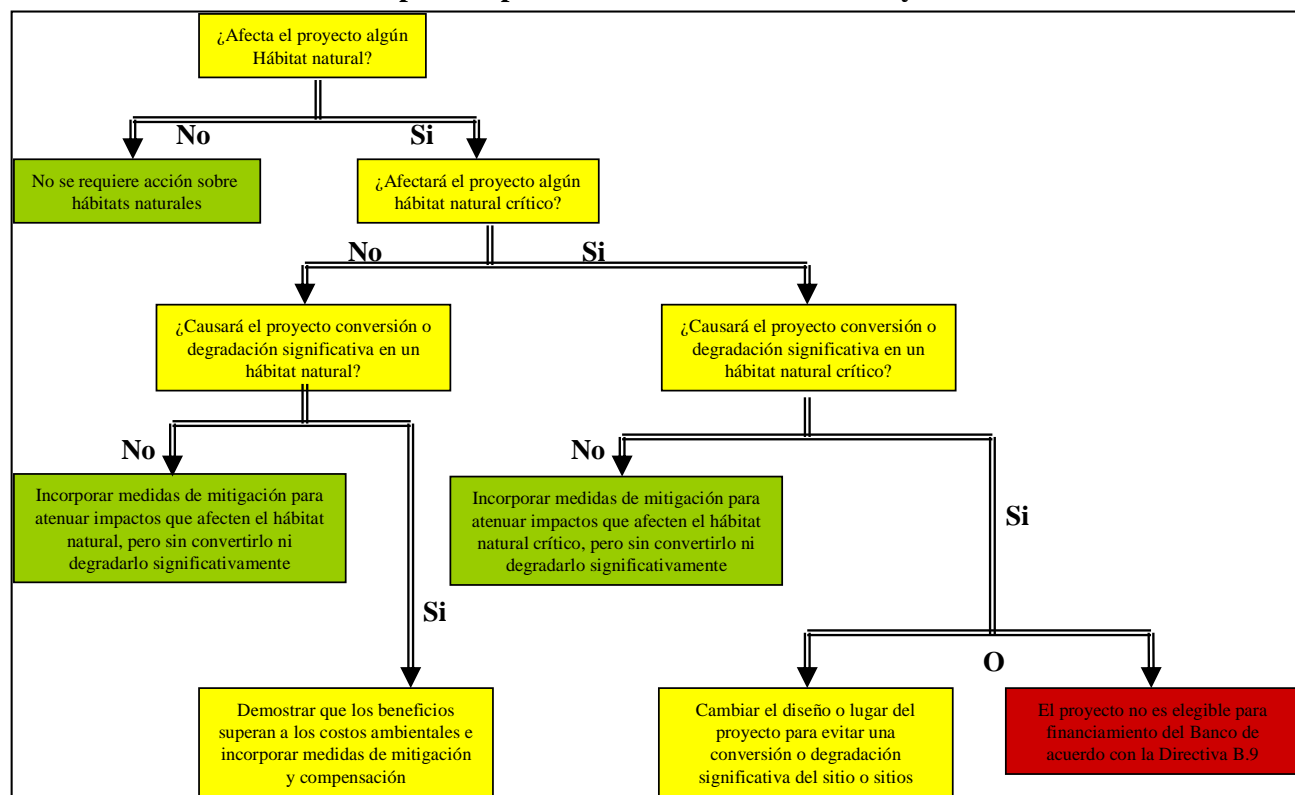 ¿Afecta el proyecto algún
Hábitat natural?
No
Si
No se requiere acción sobre
hábitats naturales
¿Afectará el proyecto algún
hábitat natural crítico?
No
Si
¿Causará el proyecto conversión o
degradación significativa en un
hábitat natural?
¿Causará el proyecto conversión o
degradación significativa en un
hábitat natural crítico?
No
No
Incorporar medidas de mitigación para
atenuar impactos que afecten el hábitat
natural, pero sin convertirlo ni
degradarlo significativamente
Incorporar medidas de mitigación para
atenuar impactos que afecten el hábitat
natural crítico, pero sin convertirlo ni
degradarlo significativamente
Si
Si
O
Demostrar que los beneficios
superan a los costos ambientales e
incorporar medidas de mitigación
y compensación
Cambiar el diseño o lugar del
proyecto para evitar una
conversión o degradación
significativa del sitio o sitios
El proyecto no es elegible para
financiamiento del Banco de
acuerdo con la Directiva B.9